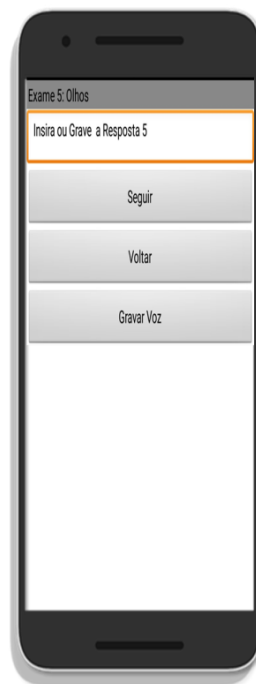 Exame 5: Olhos
Insira ou Grave a Resposta 5
Seguir
Voltar
Gravar Voz